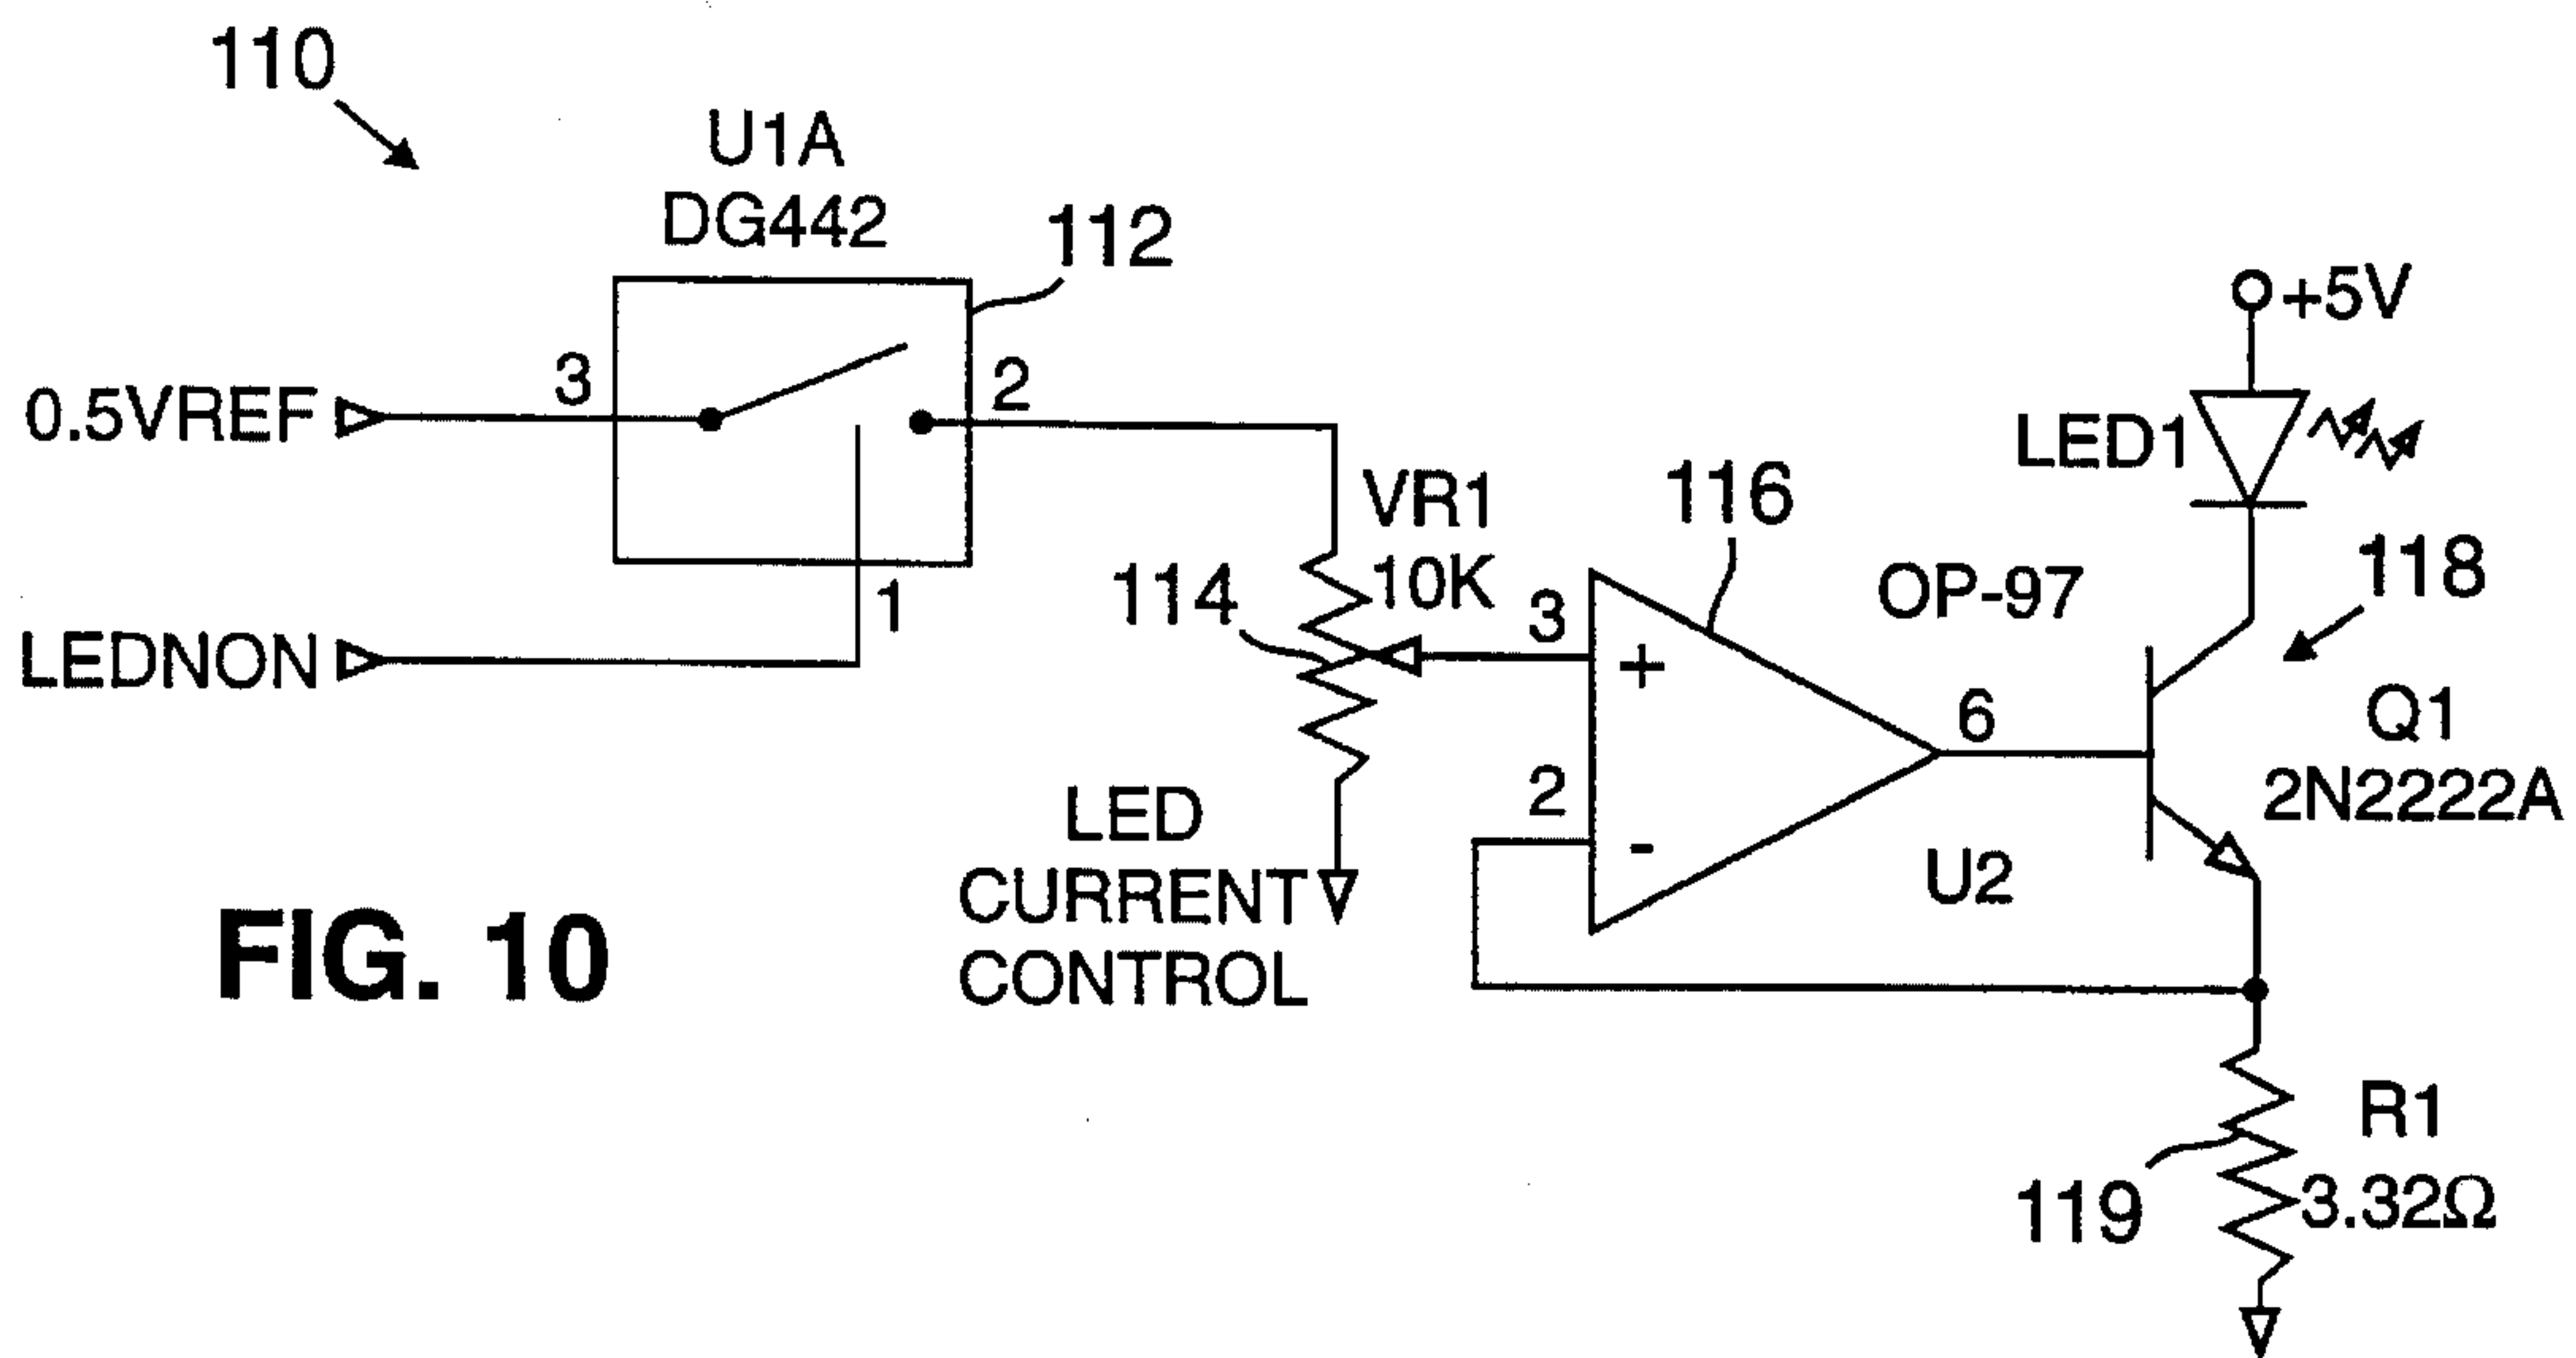 110
U1A
DG442
112
0.5VREF
3
2
LEDNON
1
VR1
10K
114
LED
CURRENT
CONTROL
116
3
+
2
-
OP-97
6
U2
+5V
LED1
118
Q1
2N2222A
R1
3.32Ω
119
FIG. 10